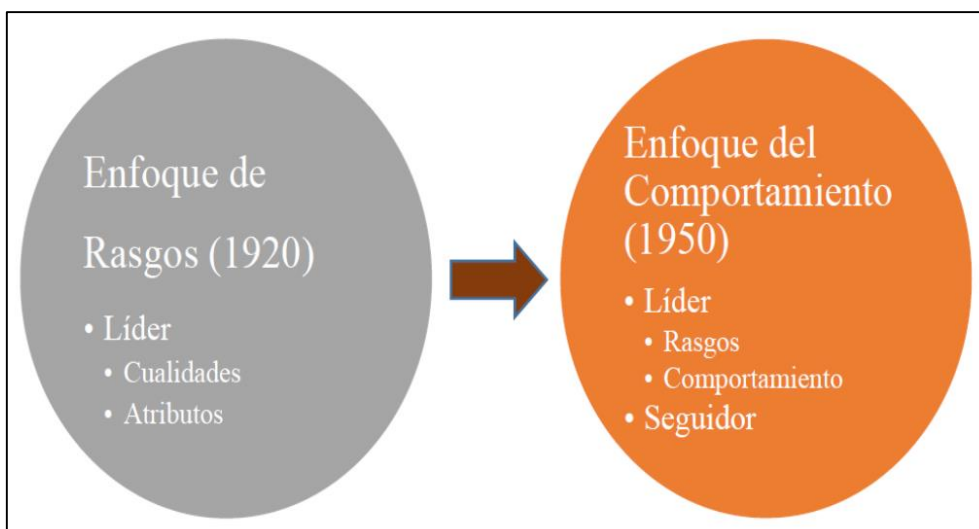 Enfoque de
Rasgos (1920)
• Líder
• Cualidades
• Atributos
Enfoque del
Comportamiento
(1950)
• Líder
• Rasgos
• Comportamiento
• Seguidor